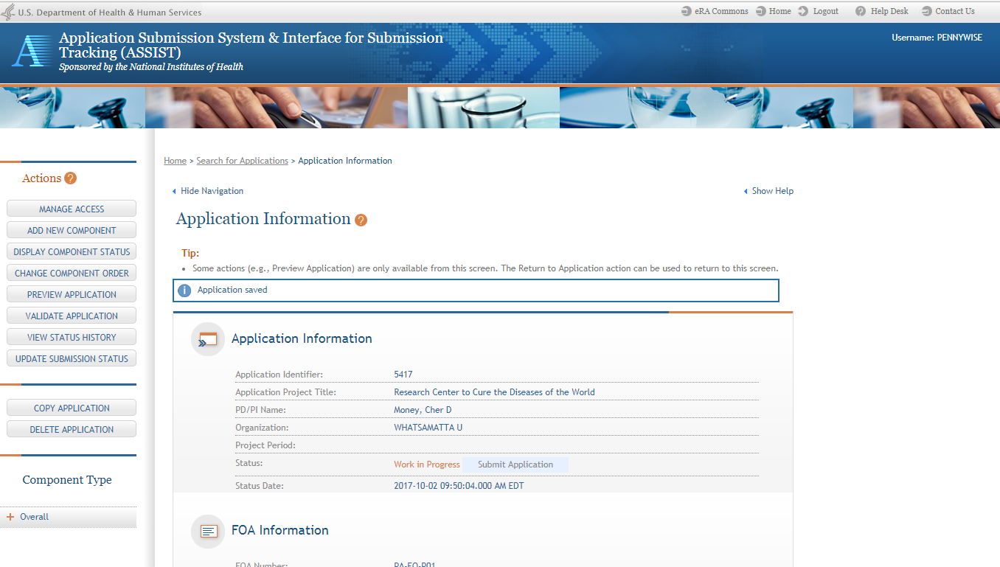 U.S. Department of Health & Human Services
eRA Commons Home Logout Help Desk Contact Us
Application Submission System & Interface for Submission
Tracking (ASSIST)
Sponsored by the National Institutes of Health
Username: PENNYWISE
Home > Search for Applications > Application Information
Actions ?
MANAGE ACCESS
ADD NEW COMPONENT
DISPLAY COMPONENT STATUS
CHANGE COMPONENT ORDER
PREVIEW APPLICATION
VALIDATE APPLICATION
VIEW STATUS HISTORY
UPDATE SUBMISSION STATUS
COPY APPLICATION
DELETE APPLICATION
Component Type
+ Overall
Hide Navigation
Show Help
Application Information ?
Tip:
• Some actions (e.g., Preview Application) are only available from this screen. The Return to Application action can be used to return to this screen.
i Application saved
Application Information
Application Identifier: 5417
Application Project Title: Research Center to Cure the Diseases of the World
PD/PI Name: Money, Cher D
Organization: WHATSAMATTA U
Project Period:
Status: Work in Progress Submit Application
Status Date: 2017-10-02 09:50:04.000 AM EDT
FOA Information
FOA Number: